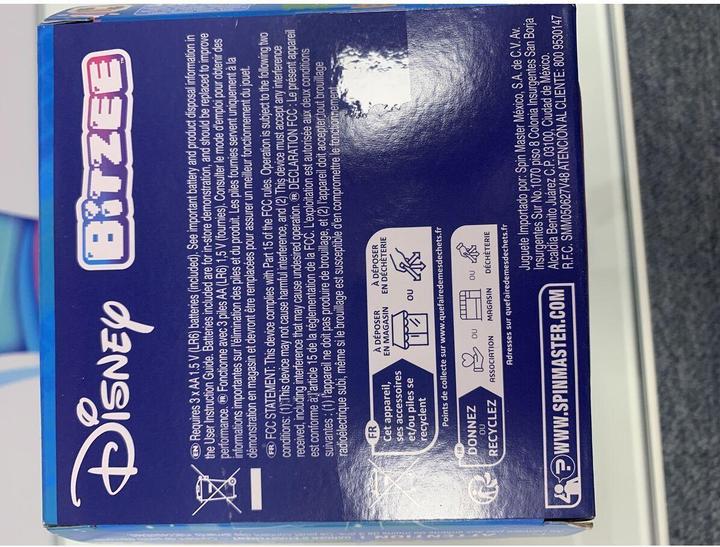 Disney BiTZEE
EN Requires 3 x AA 1,5 V (LR6) batteries (included). See important battery and product disposal information in
the User Instruction Guide. Batteries included are for in-store demonstration, and should be replaced to improve
performance. FR Fonctionne avec 3 piles AA (LR6) 1,5 V (fournies). Consulter le mode d'emploi pour obtenir des
informations importantes sur l'élimination des piles et du produit. Les piles fournies servent uniquement à la
démonstration en magasin et devront être remplacées pour assurer un meilleur fonctionnement du jouet.
FCC STATEMENT: This device complies with Part 15 of the FCC rules. Operation is subject to the following two
conditions: (1)This device may not cause harmful interference, and (2) This device must accept any interference
received, including interference that may cause undesired operation. FR DÉCLARATION FCC : Le présent appareil
est conforme à l'article 15 de la réglementation de la FCC. L'exploitation est autorisée aux deux conditions
suivantes : (1) l'appareil ne doit pas produire de brouillage, et (2) l'appareil doit accepter tout brouillage
radioélectrique subi, même si le brouillage est susceptible d'en compromettre le fonctionnement.
FR
Cet appareil,
ses accessoires
et/ou piles se
recyclent
À DÉPOSER
EN MAGASIN
OU
À DÉPOSER
EN DÉCHÈTERIE
Points de collecte sur www.quefairedemesdechets.fr
DONNEZ
OU
RECYCLEZ
ASSOCIATION
MAGASIN
OU
DÉCHÈTERIE
Adresses sur quefairedemesdechets.fr
WWW.SPINMASTER.COM
Juguete Importado por: Spin Master México, S.A. de C.V. Av.
Insurgentes Sur No.1070 piso 8 Colonia Insurgentes San Borja
Alcaldía Benito Juárez C.P. 03100, Ciudad de México.
R.F.C. SMM050627V48 ATENCIÓN AL CLIENTE: 800 9530147
ATTENTION